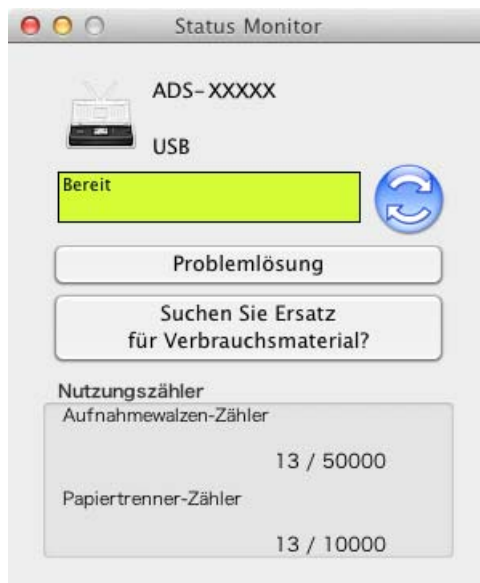 Status Monitor
ADS-XXXXX
USB
Bereit
Problemlösung
Suchen Sie Ersatz
für Verbrauchsmaterial?
Nutzungszähler
Aufnahmewalzen-Zähler
13 / 50000
Papiertrenner-Zähler
13 / 10000